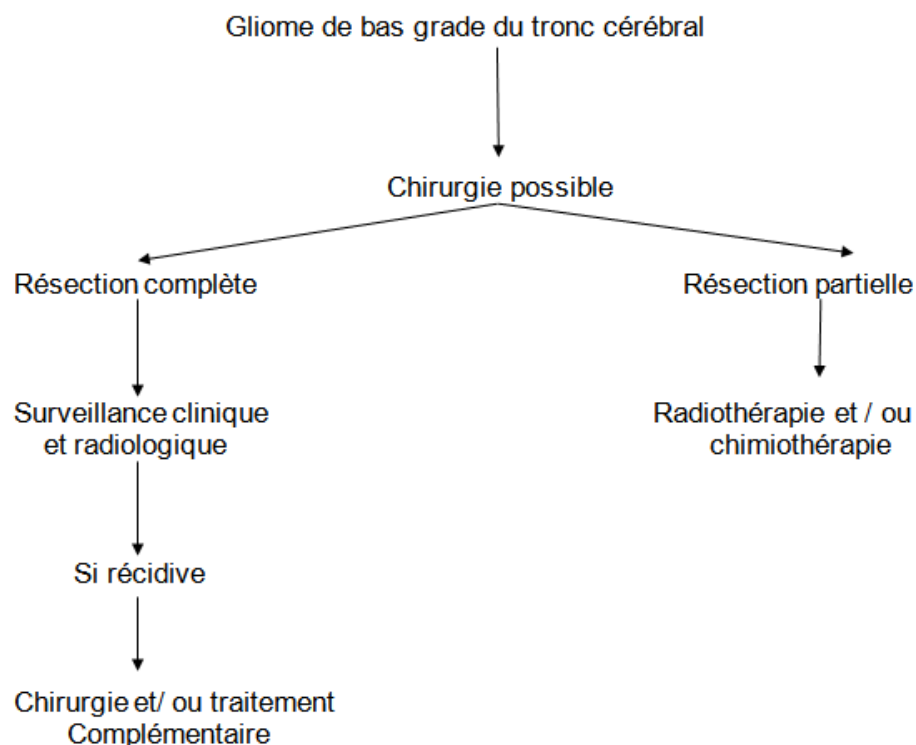 Gliome de bas grade du tronc cérébral
Chirurgie possible
Résection complète
Résection partielle
Surveillance clinique
et radiologique
Radiothérapie et / ou
chimiothérapie
Si récidive
Chirurgie et/ ou traitement
Complémentaire